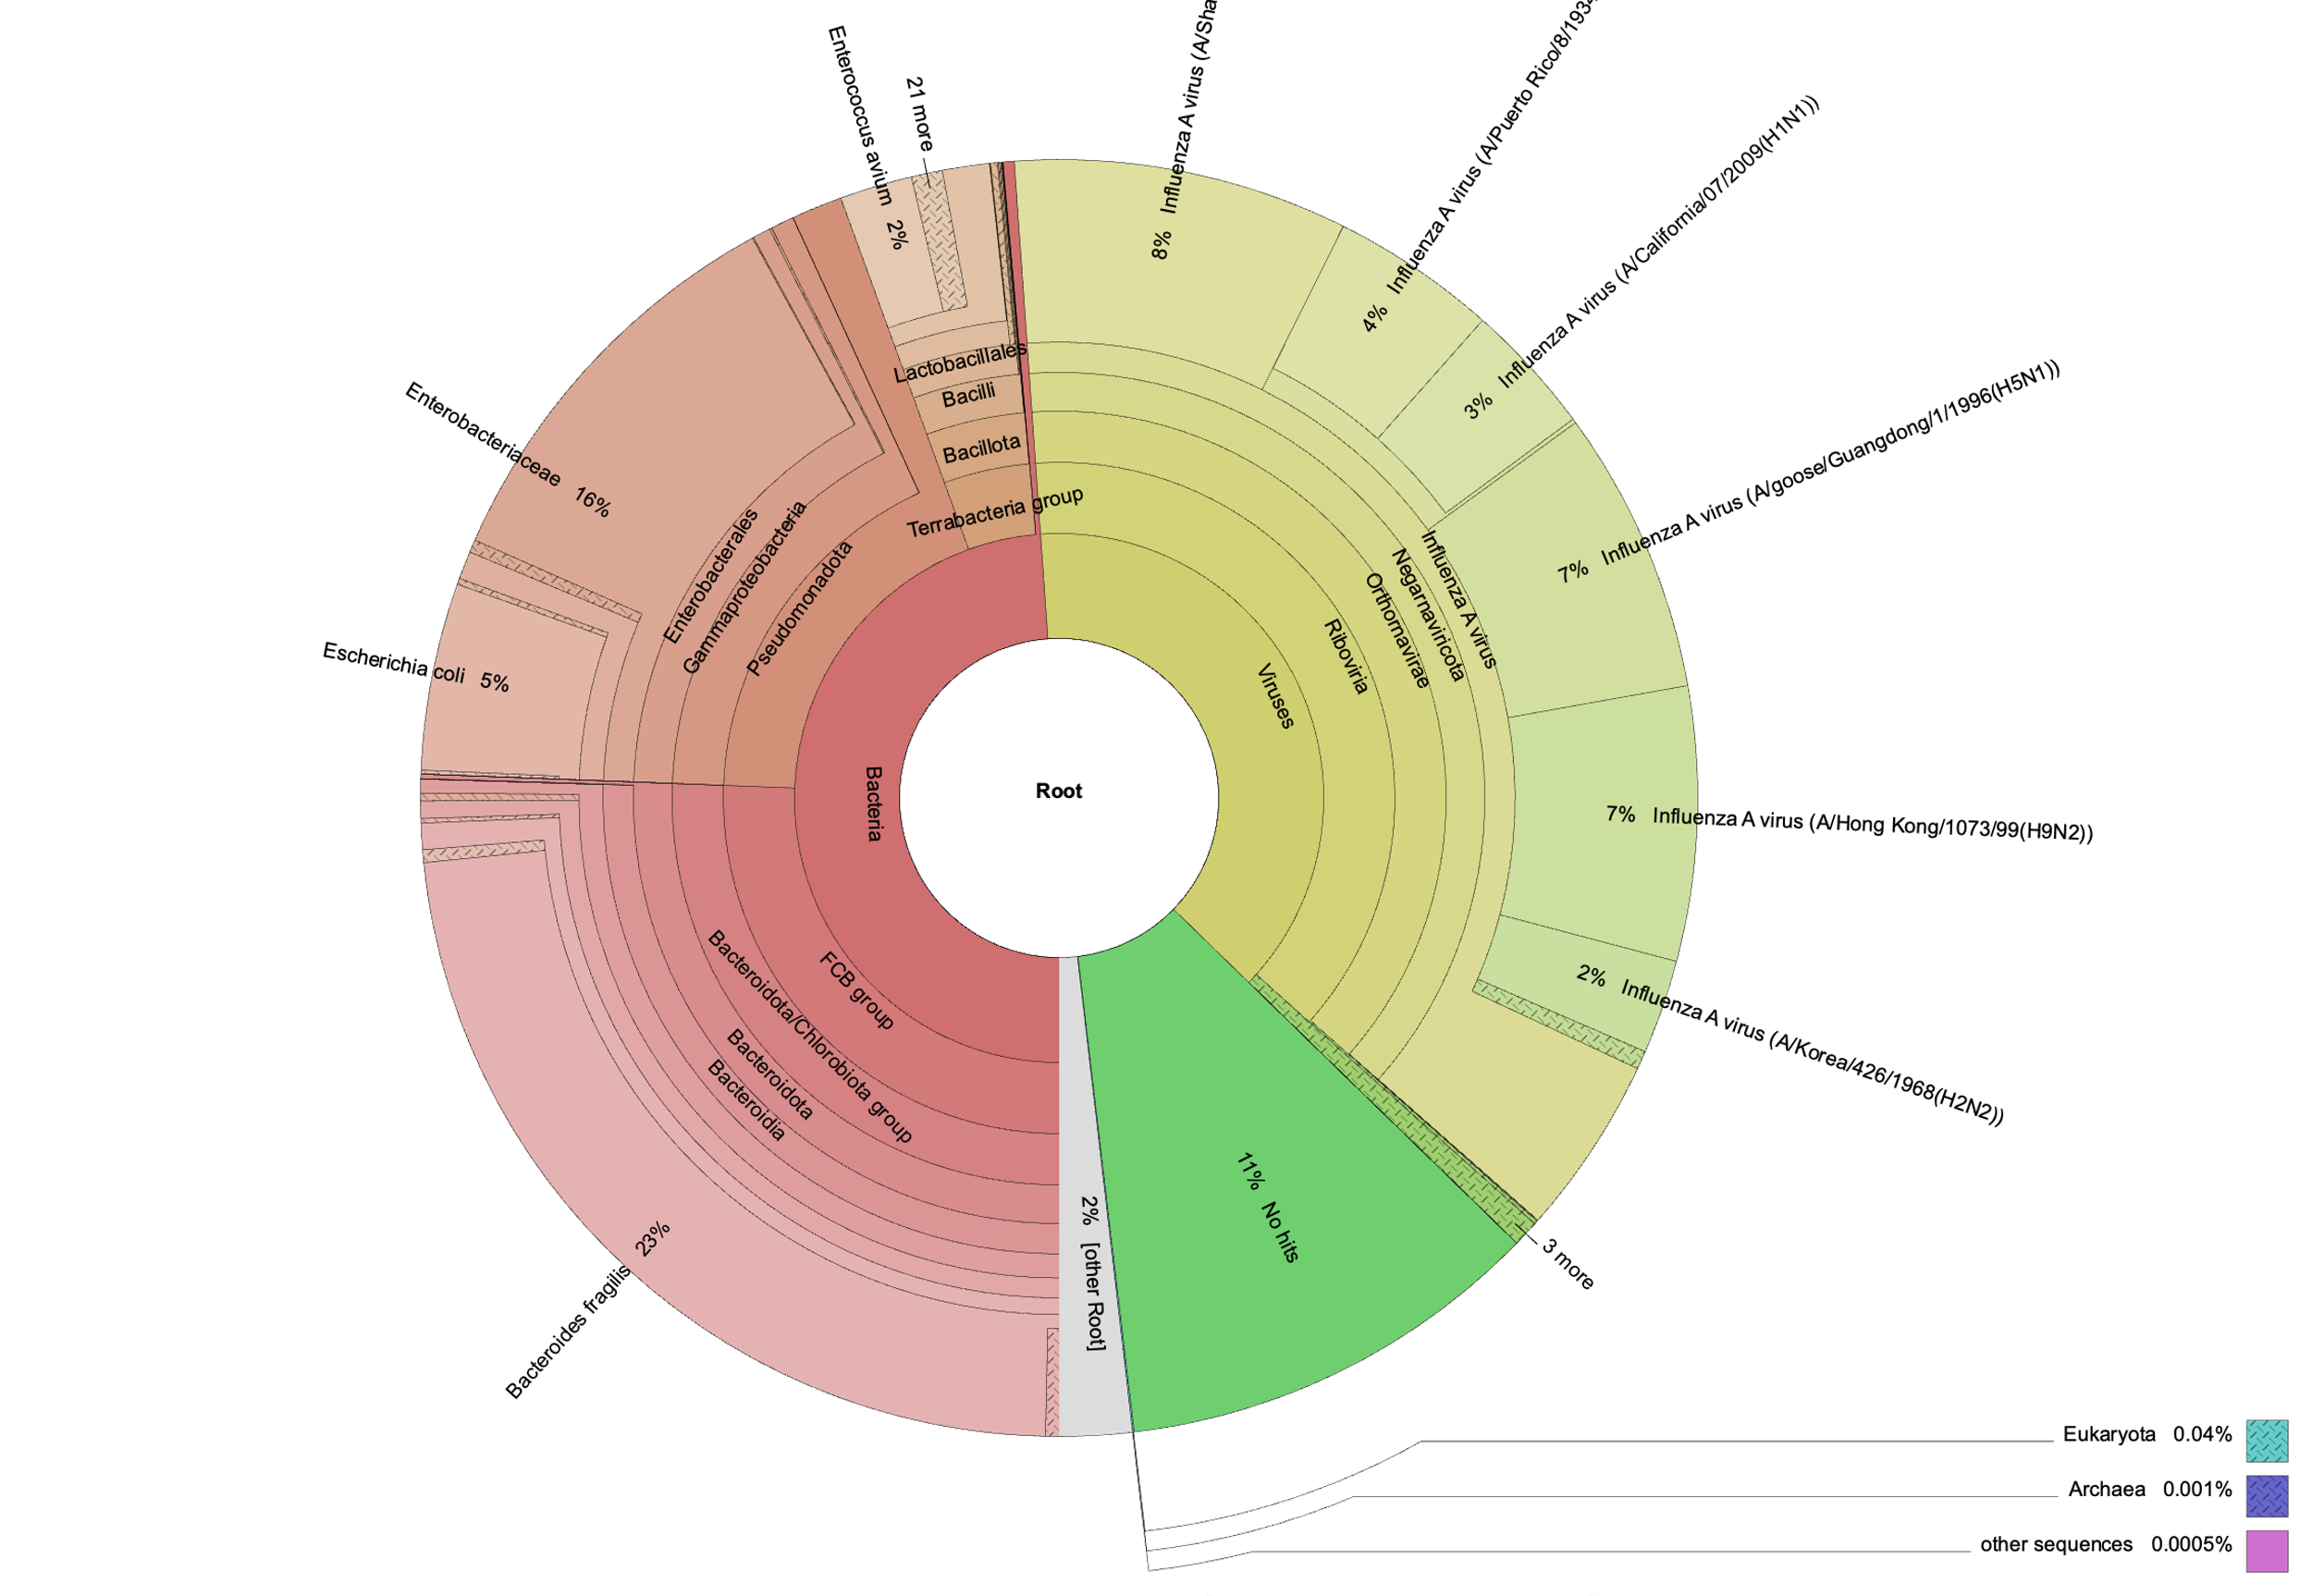 Enterococcus avium 2%
21 more
8% Influenza A virus (A/Sha
4% Influenza A virus (A/Puerto Rico/8/1934
3% Influenza A virus (A/California/07/2009(H1N1))
7% Influenza A virus (A/goose/Guangdong/1/1996(H5N1))
7% Influenza A virus (A/Hong Kong/1073/99(H9N2))
2% Influenza A virus (A/Korea/426/1968(H2N2))
3 more
Lactobacillales
Bacilli
Bacillota
Terrabacteria group
Enterobacteriaceae 16%
Escherichia coli 5%
Enterobacterales
Gammaproteobacteria
Pseudomonadota
Bacteria
Root
Viruses
Riboviria
Orthornavirae
Negarnaviricota
Influenza A virus
FCB group
Bacteroidota/Chlorobiota group
Bacteroidota
Bacteroidia
Bacteroides fragilis 23%
2% [other Root]
11% No hits
Eukaryota 0.04%
Archaea 0.001%
other sequences 0.0005%